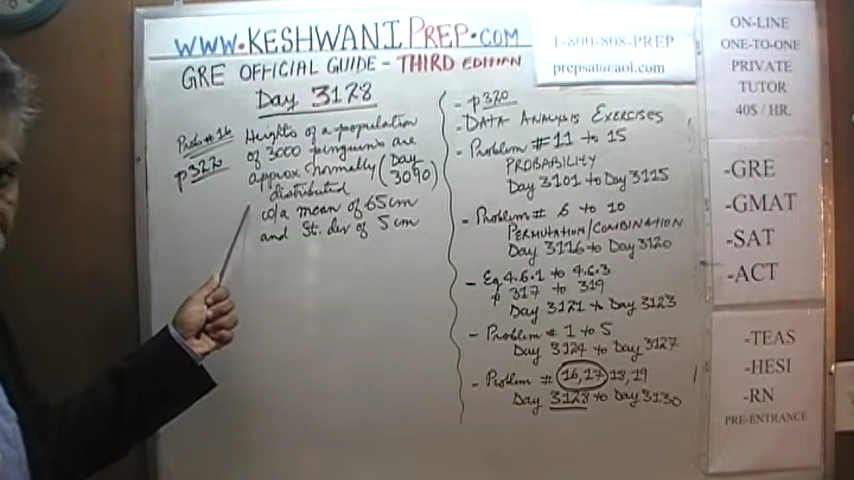 WWW.KESHWANIPREP.COM
GRE OFFICIAL GUIDE - THIRD EDITION
Day 3128
1-800-808-PREP
prepsat@aol.com
Prob # 16
p322
Heights of a population
of 3000 penguins are
approx normally (Day 3090)
distributed
w/a mean of 65cm
and St. dev of 5cm
- p320
- DATA ANALYSIS EXERCISES
- Problem #11 to 15
PROBABILITY
Day 3101 to Day 3115
- Problem # 6 to 10
PERMUTATION/COMBINATION
Day 3116 to Day 3120
- Eg 4.6.1 to 4.6.3
p 317 to 319
Day 3121 to Day 3123
- Problem # 1 to 5
Day 3124 to Day 3127
- Problem # 16,17 18,19
Day 3128 to Day 3130
ON-LINE
ONE-TO-ONE
PRIVATE
TUTOR
40$ / HR.
-GRE
-GMAT
-SAT
-ACT
-TEAS
-HESI
-RN
PRE-ENTRANCE